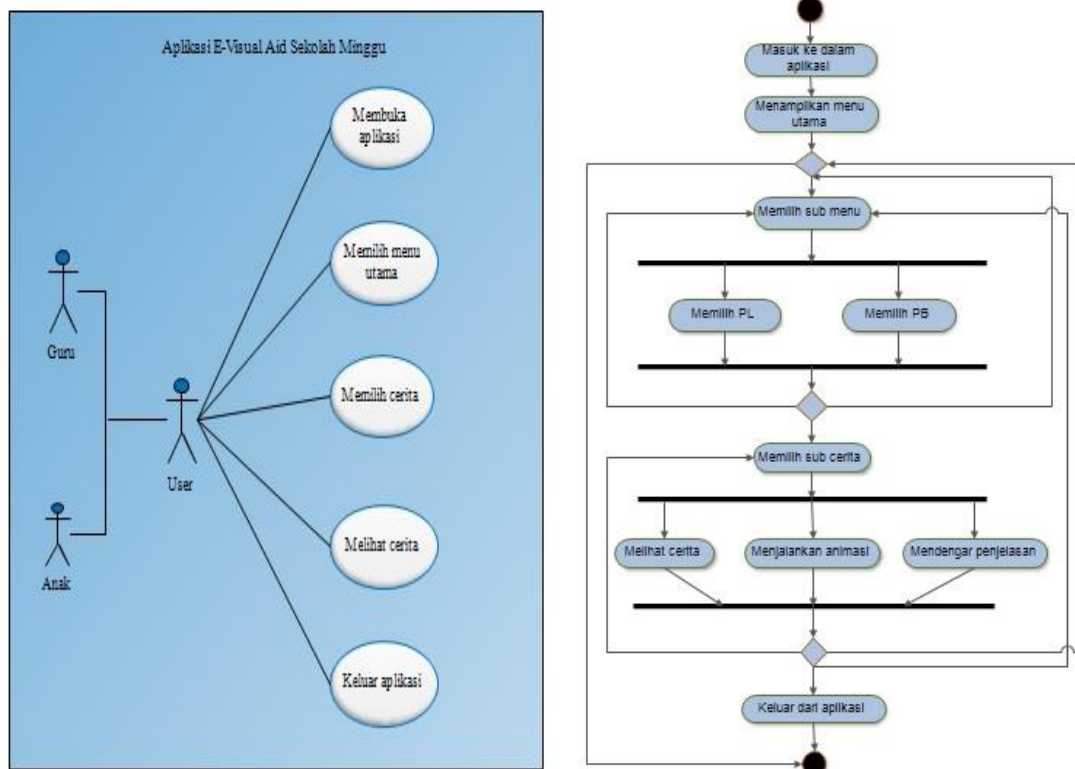 Aplikasi E-Visual Aid Sekolah Minggu
Membuka
aplikasi
Memilih menu
utama
Guru
Memilih cerita
User
Melihat cerita
Anak
Keluar aplikasi
Masuk ke dalam
aplikasi
Menampilkan menu
utama
Memilih sub menu
Memilih PL
Memilih PB
Memilih sub cerita
Melihat cerita
Menjalankan animasi
Mendengar penjelasan
Keluar dari aplikasi